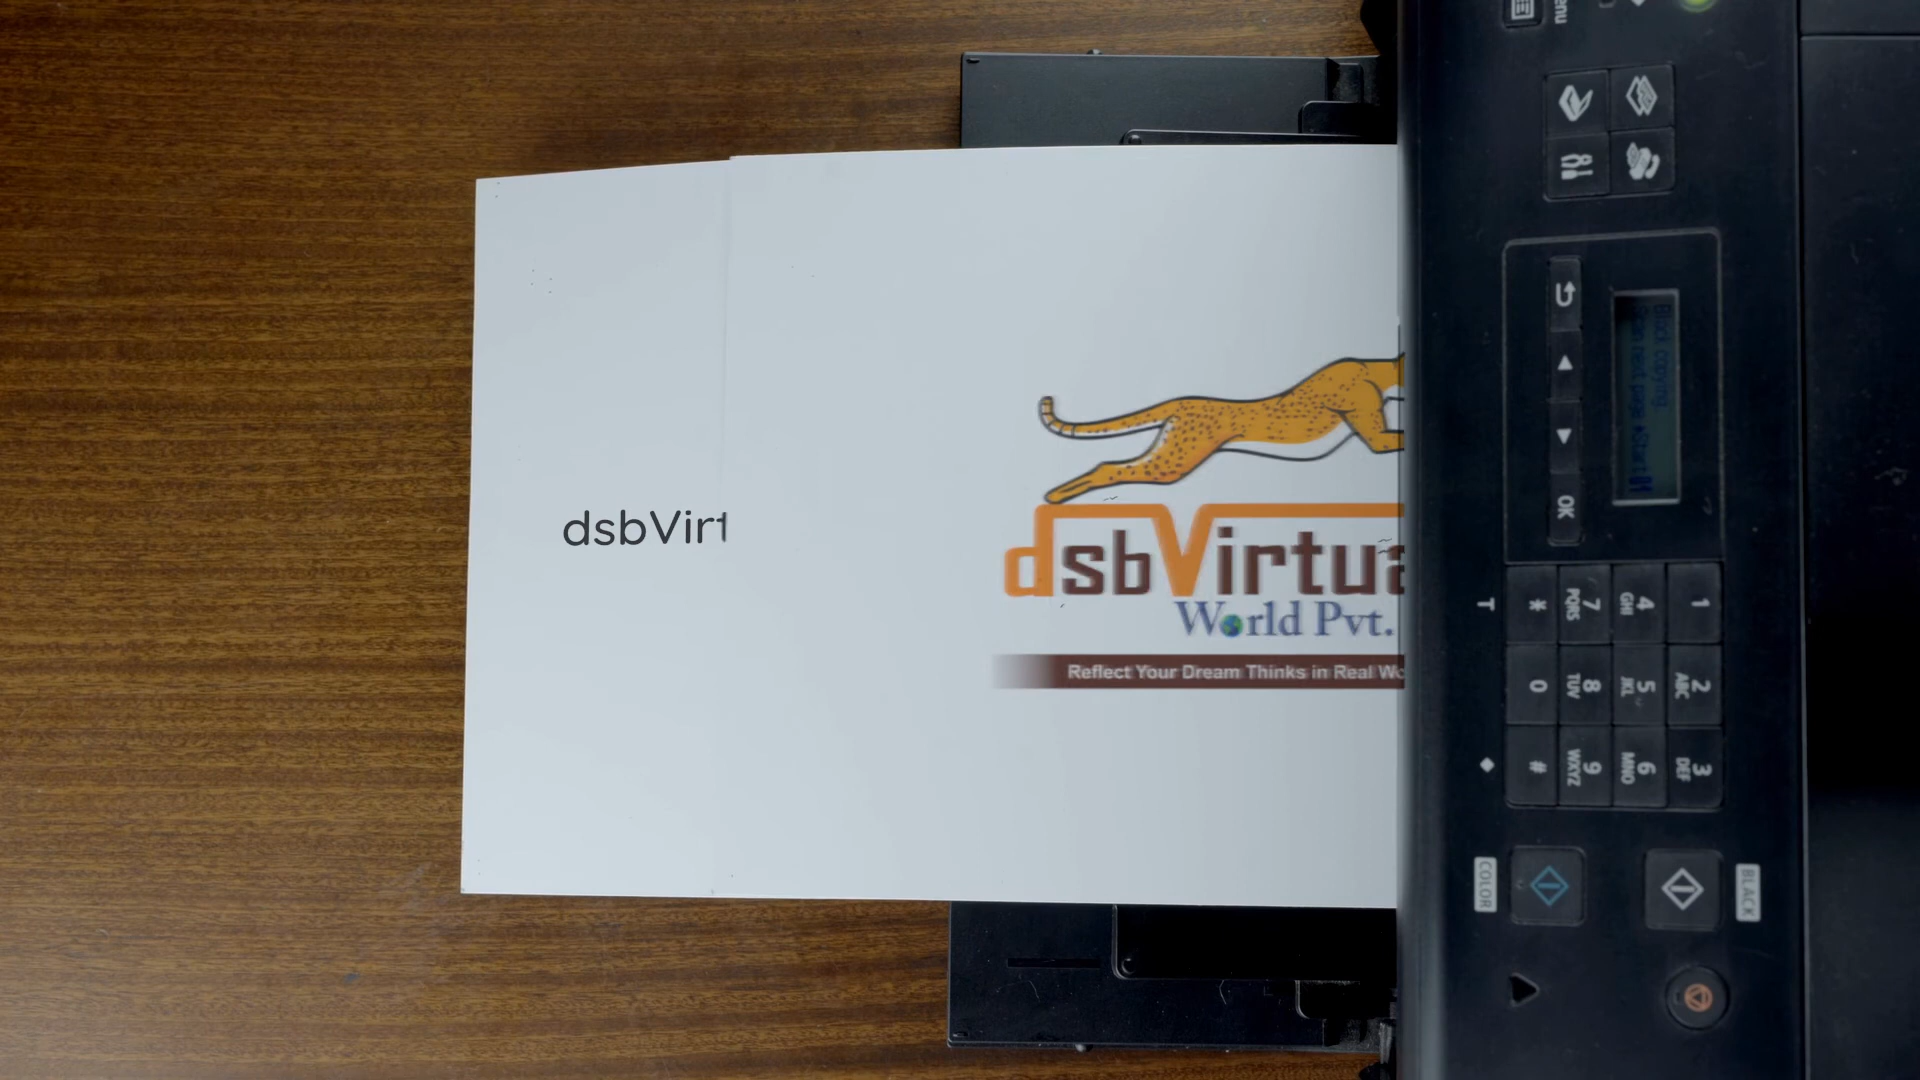 dsbVirt
dsbVirtua
World Pvt.
Reflect Your Dream Thinks in Real Wo
enu
OK
T
*
7 PQRS
4 GHI
1
0
8 TUV
5 JKL
2 ABC
#
9 WXYZ
6 MNO
3 DEF
COLOR
BLACK